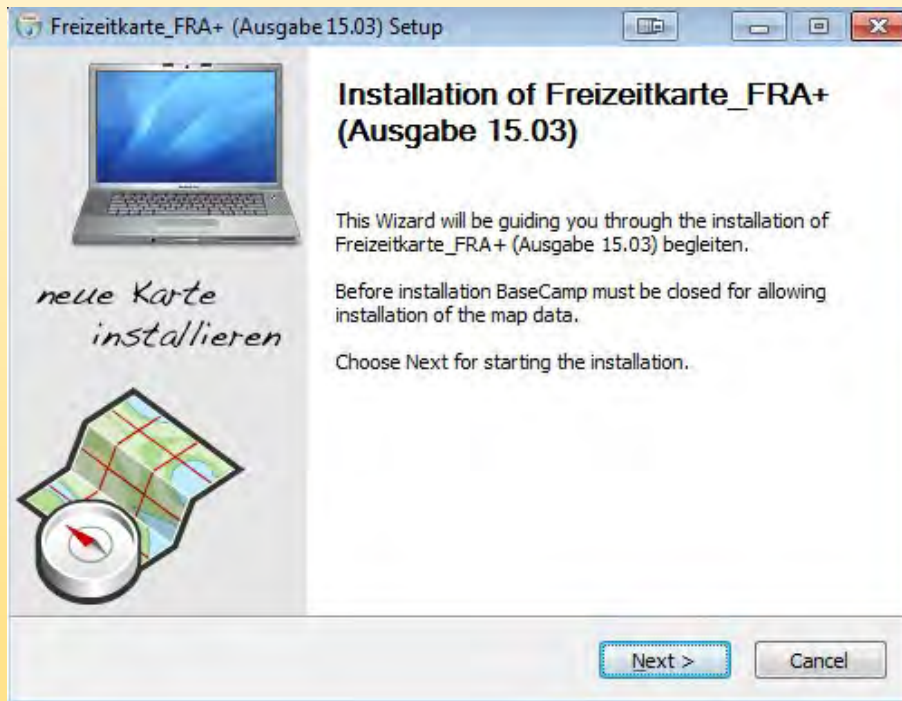 Freizeitkarte_FRA+ (Ausgabe 15.03) Setup
Installation of Freizeitkarte_FRA+
(Ausgabe 15.03)
This Wizard will be guiding you through the installation of
Freizeitkarte_FRA+ (Ausgabe 15.03) begleiten.
Before installation BaseCamp must be closed for allowing
installation of the map data.
Choose Next for starting the installation.
neue Karte
installieren
Next >
Cancel